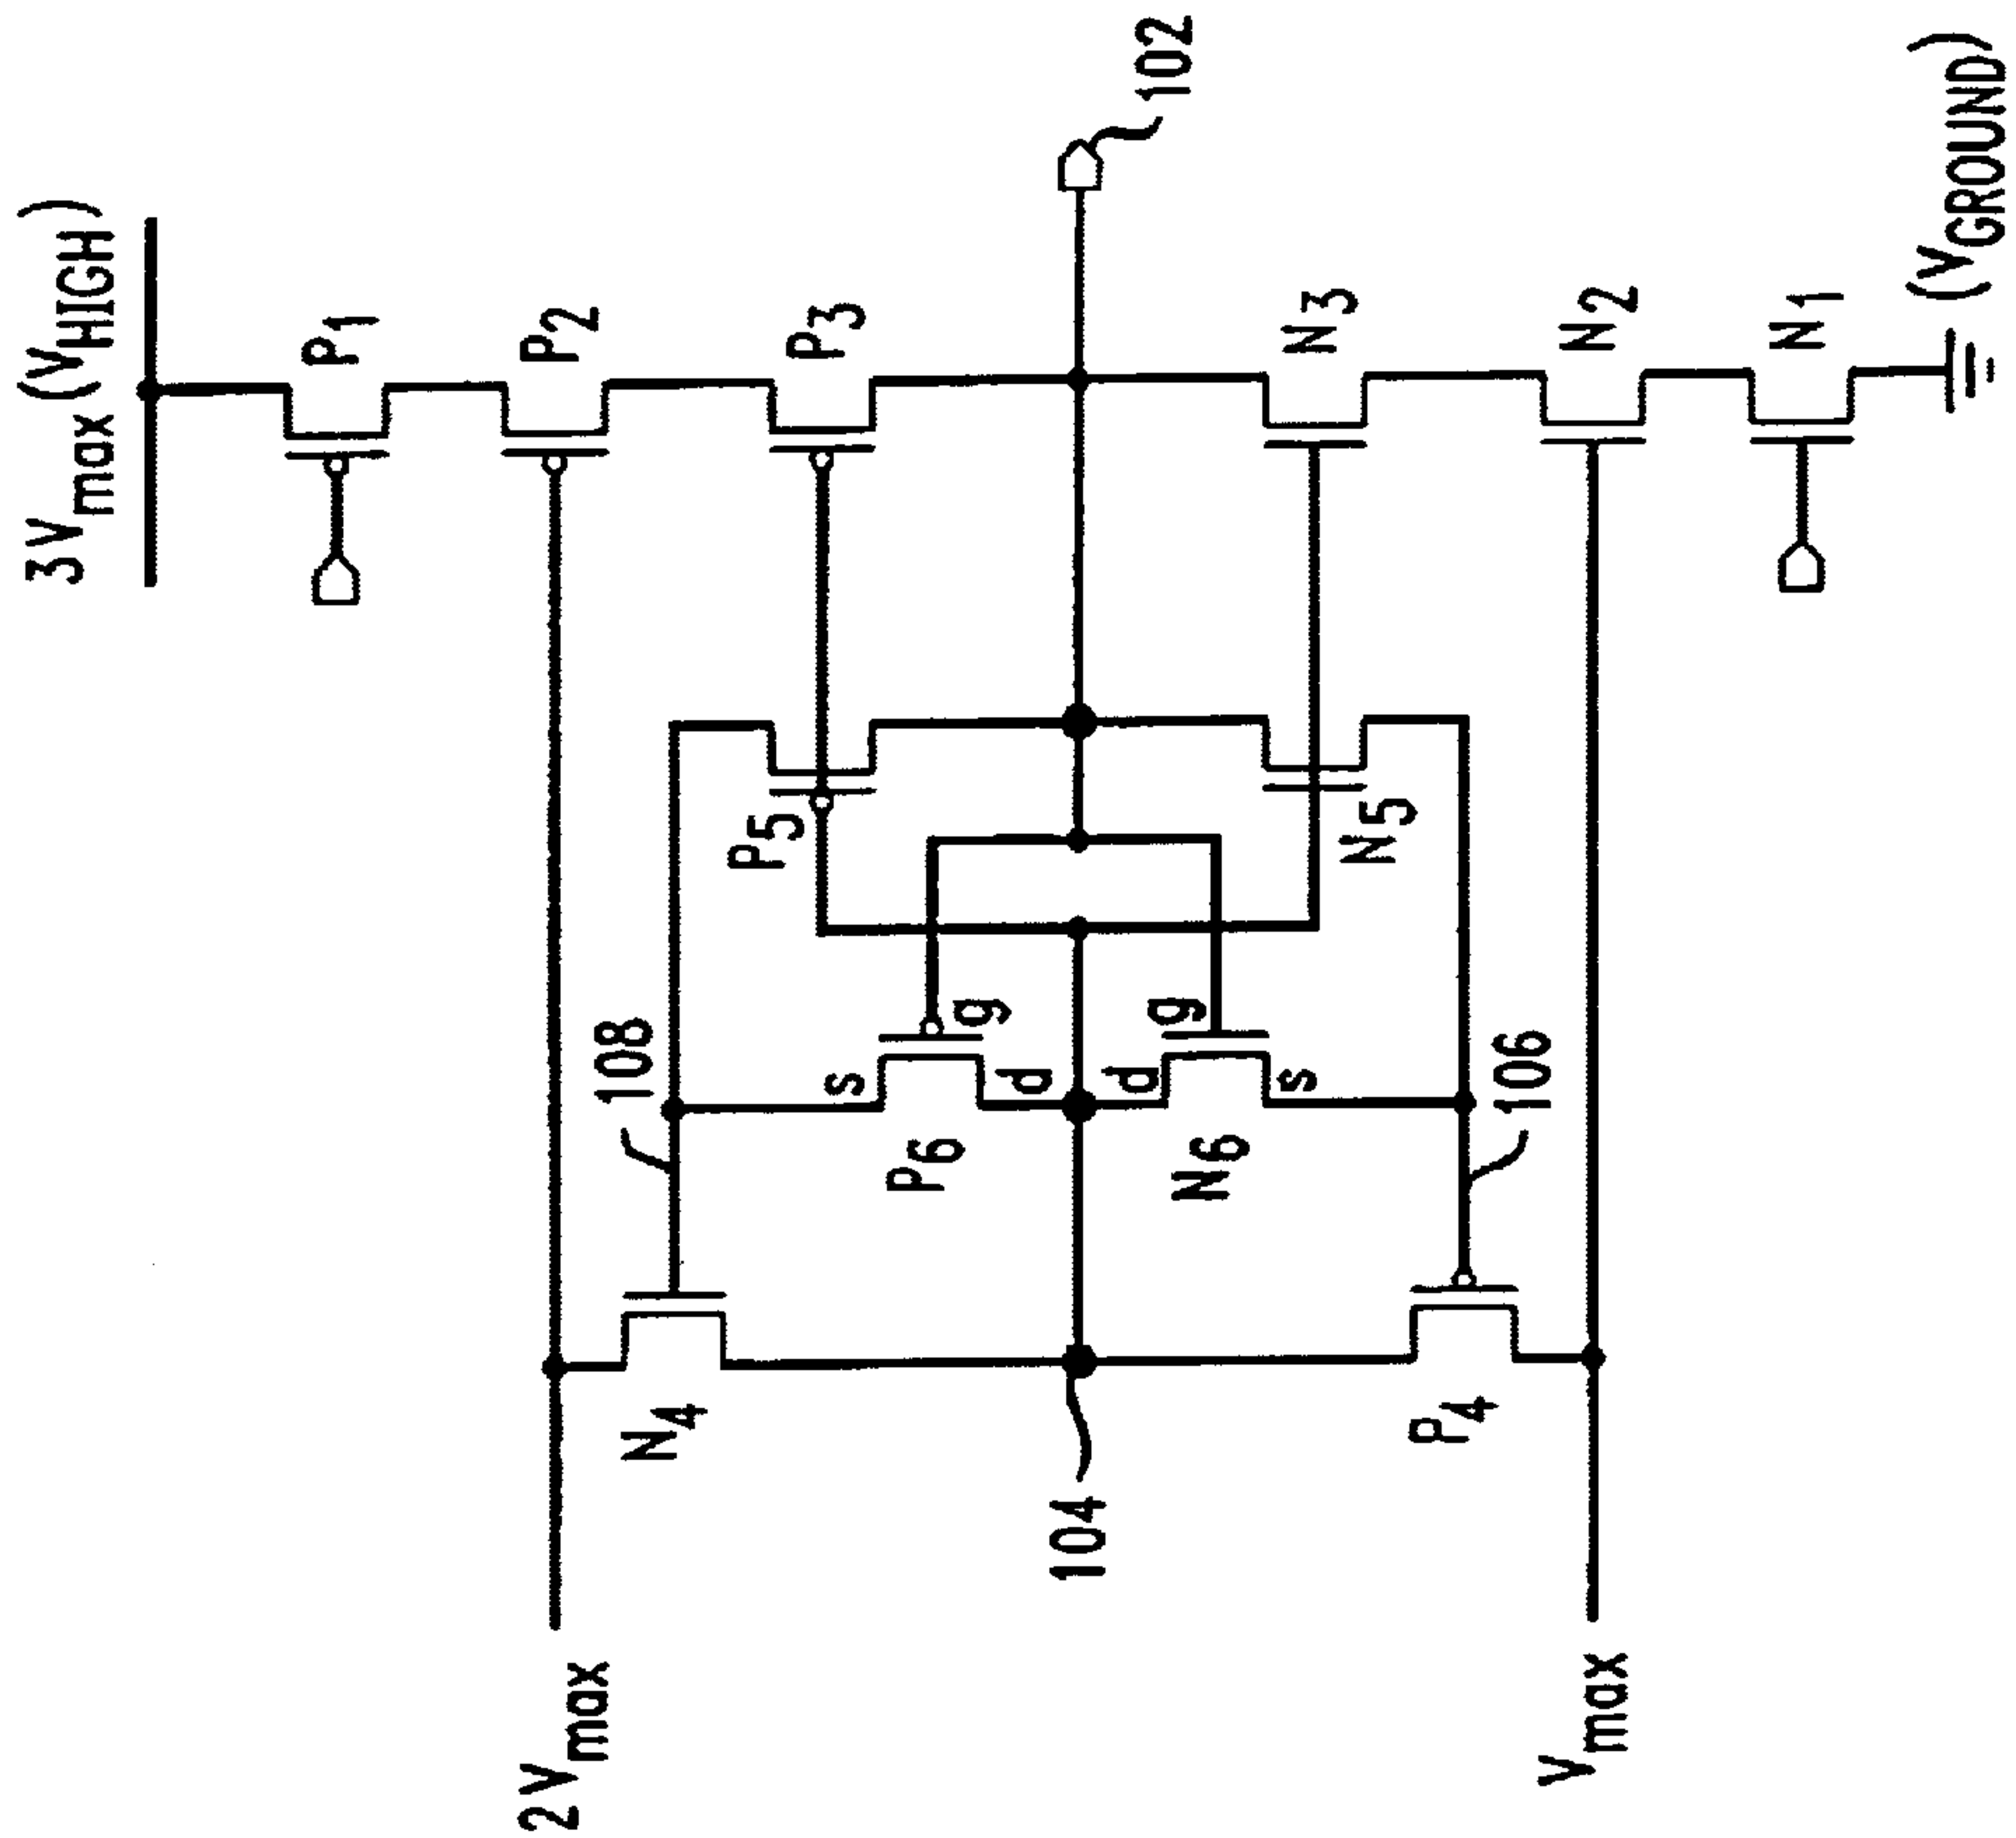 3Vmax (VHIGH)
P1
P2
P3
102
N3
N2
N1
(VGROUND)
P5
N5
108
g
s
d
P6
g
d
s
N6
106
N4
P4
104
2Vmax
Vmax